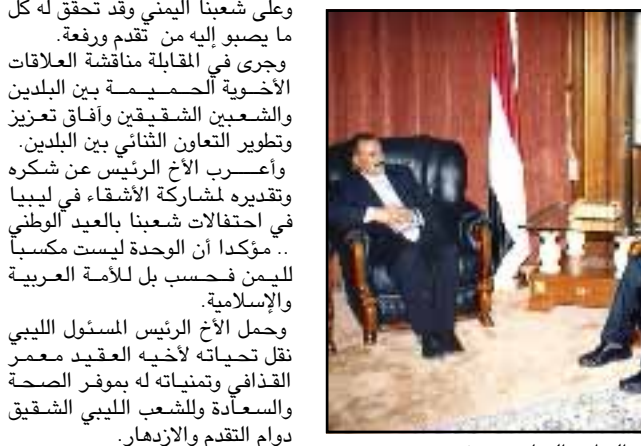 وعلى شعبنا اليمني وقد تحقق له كل
ما يصبو إليه من تقدم ورفعة.
وجرى في المقابلة مناقشة العلاقات
الأخوية الحميمة بين البلدين
والشعبين الشقيقين وآفاق تعزيز
وتطوير التعاون الثنائي بين البلدين.
وأعرب الأخ الرئيس عن شكره
وتقديره لمشاركة الأشقاء في ليبيا
في احتفالات شعبنا بالعيد الوطني
.. مؤكدا أن الوحدة ليست مكسباً
لليمن فحسب بل للأمة العربية
والإسلامية.
وحمل الأخ الرئيس المسئول الليبي
نقل تحياته لأخيه العقيد معمر
القذافي وتمنياته له بموفر الصحة
والسعادة وللشعب الليبي الشقيق
دوام التقدم والازدهار.